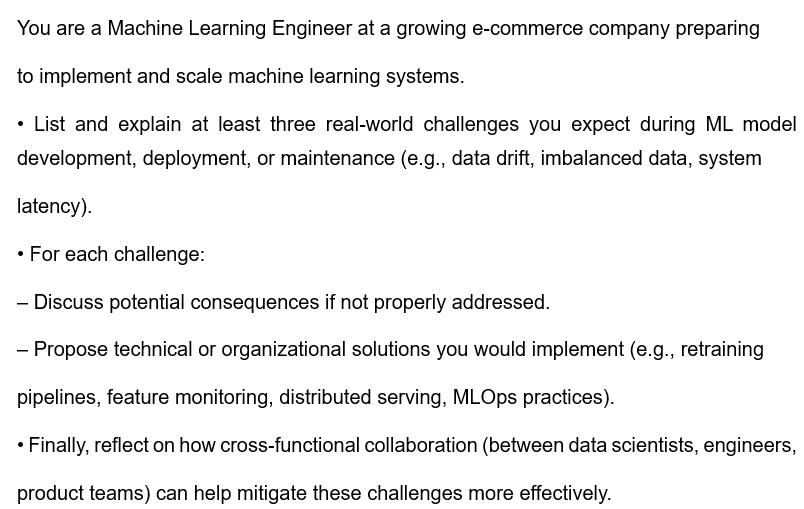 You are a Machine Learning Engineer at a growing e-commerce company preparing
to implement and scale machine learning systems.
• List and explain at least three real-world challenges you expect during ML model
development, deployment, or maintenance (e.g., data drift, imbalanced data, system
latency).
• For each challenge:
– Discuss potential consequences if not properly addressed.
– Propose technical or organizational solutions you would implement (e.g., retraining
pipelines, feature monitoring, distributed serving, MLOps practices).
• Finally, reflect on how cross-functional collaboration (between data scientists, engineers,
product teams) can help mitigate these challenges more effectively.